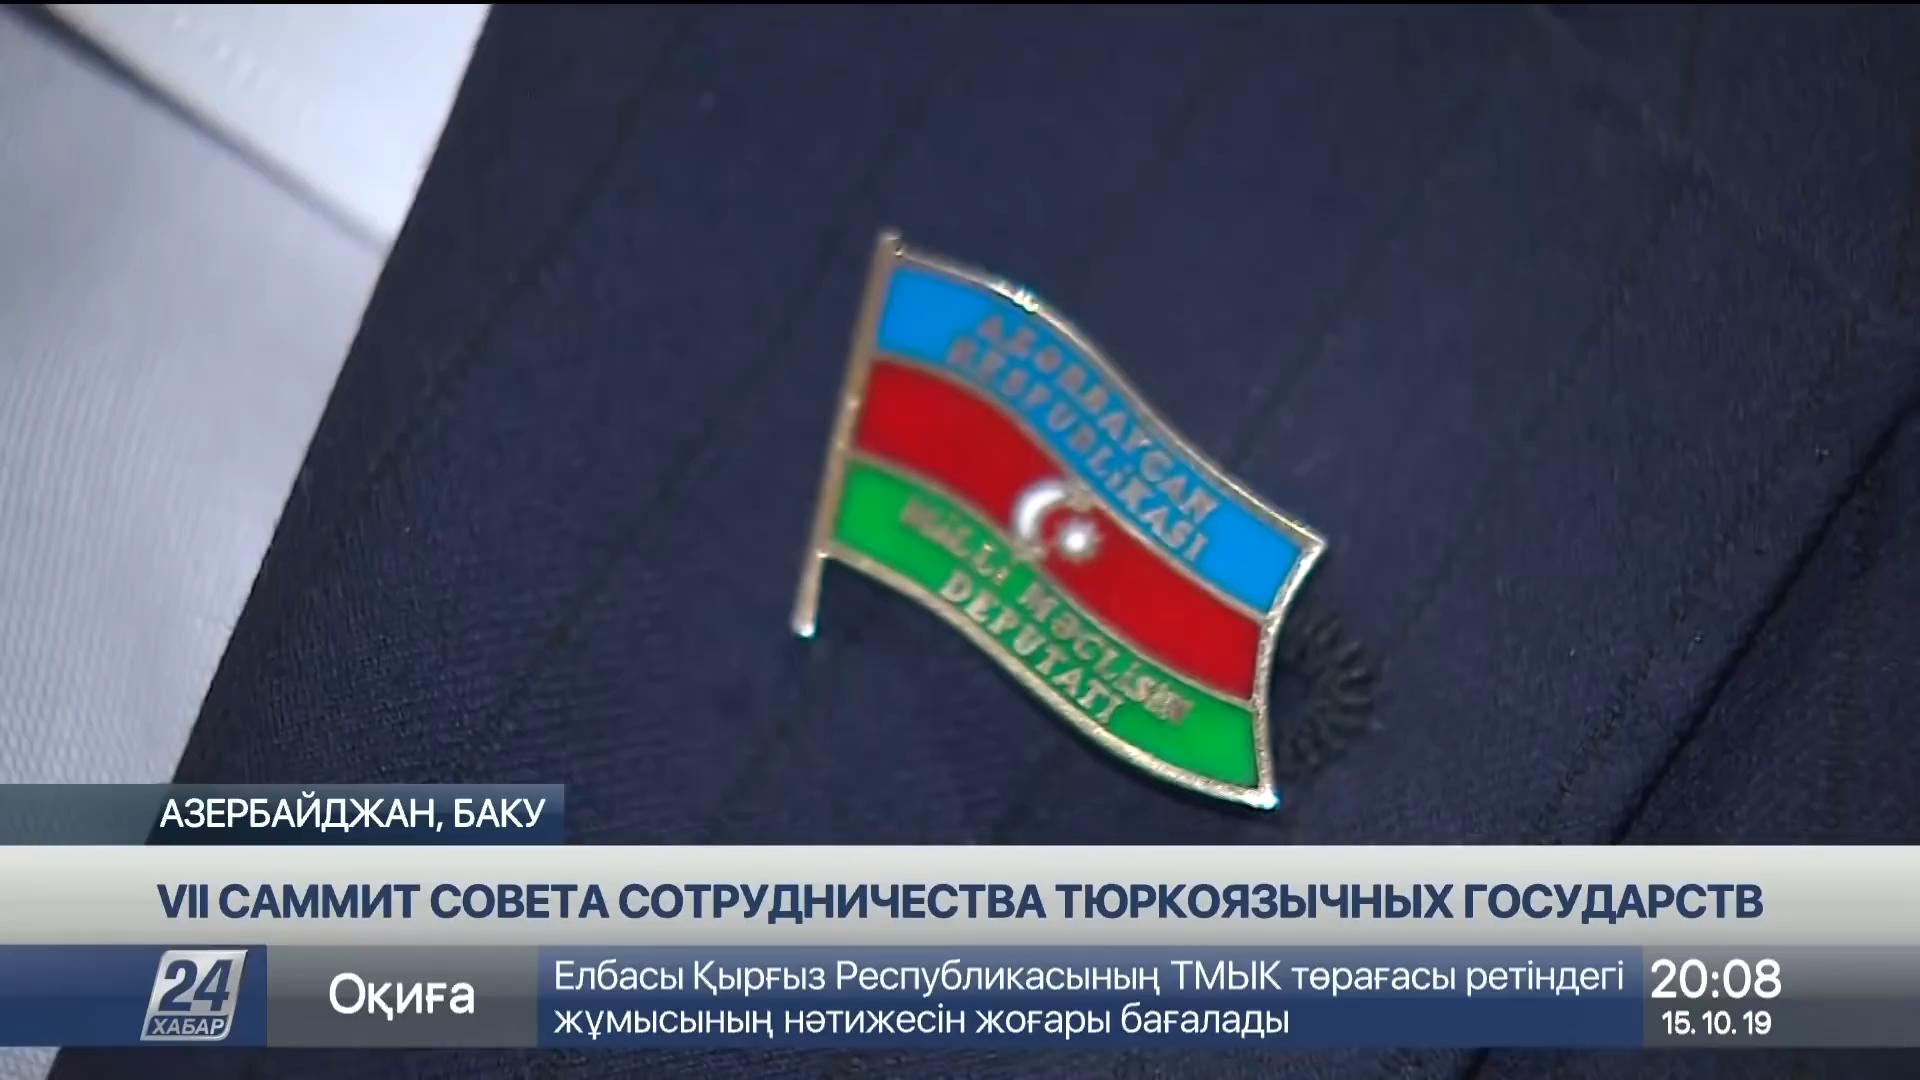 AZƏRBAYCAN
RESPUBLİKASI
MİLLİ MƏCLİSİN
DEPUTATI
АЗЕРБАЙДЖАН, БАКУ
VII САММИТ СОВЕТА СОТРУДНИЧЕСТВА ТЮРКОЯЗЫЧНЫХ ГОСУДАРСТВ
24
ХАБАР
Оқиға
Елбасы Қырғыз Республикасының ТМЫК төрағасы ретіндегі
жұмысының нәтижесін жоғары бағалады
20:08
15.10.19